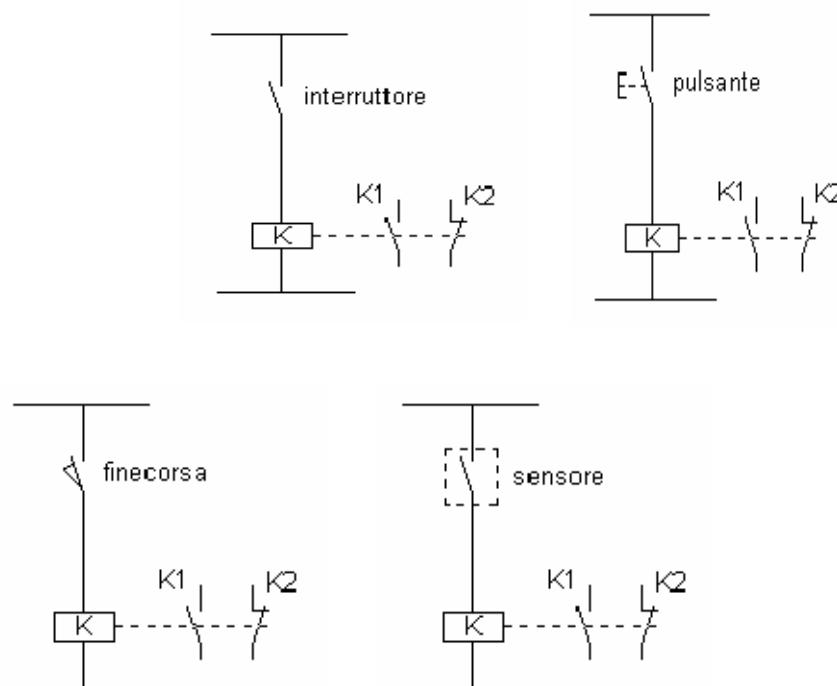 interruttore
K1 K2
K
pulsante
K1 K2
K
finecorsa
K1 K2
K
sensore
K1 K2
K